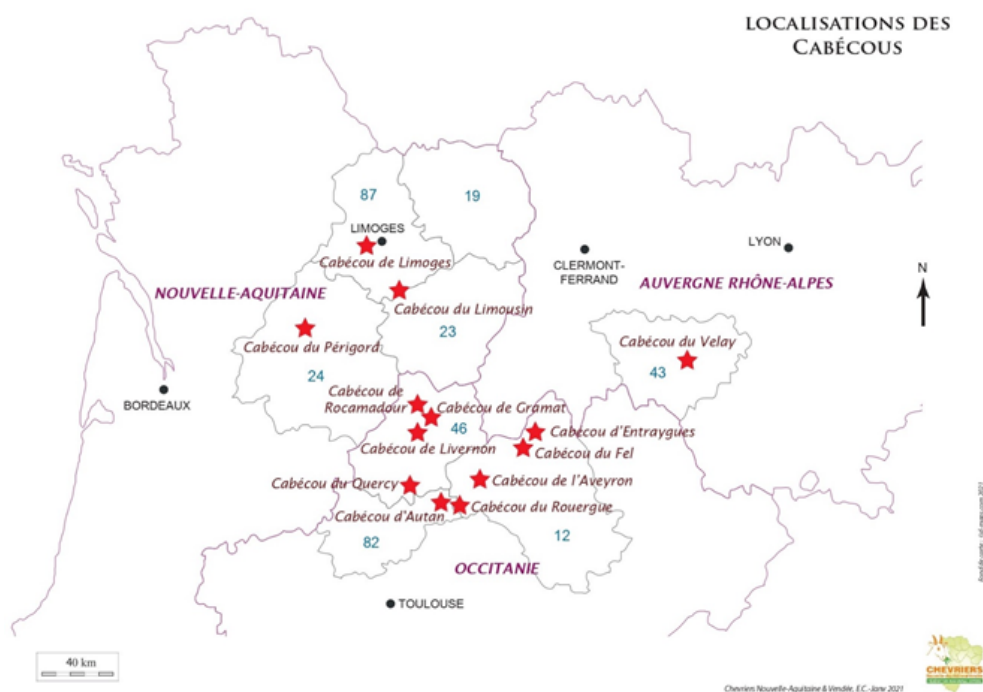 LOCALISATIONS DES
CABÉCOUS
87
19
LIMOGES
Cabécou de Limoges
CLERMONT-
FERRAND
LYON
N
NOUVELLE-AQUITAINE
AUVERGNE RHÔNE-ALPES
Cabécou du Limousin
23
Cabécou du Périgord
24
Cabécou du Velay
43
BORDEAUX
Cabécou de
Rocamadour
Cabécou de Gramat
46
Cabécou d'Entraygues
Cabécou de Livernon
Cabécou du Fel
Cabécou du Quercy
Cabécou de l'Aveyron
Cabécou d'Autan
Cabécou du Rouergue
82
12
OCCITANIE
TOULOUSE
40 km
CHEVRIERS
Chevriers Nouvelle-Aquitaine & Vendée, E.C.-Janv 2021